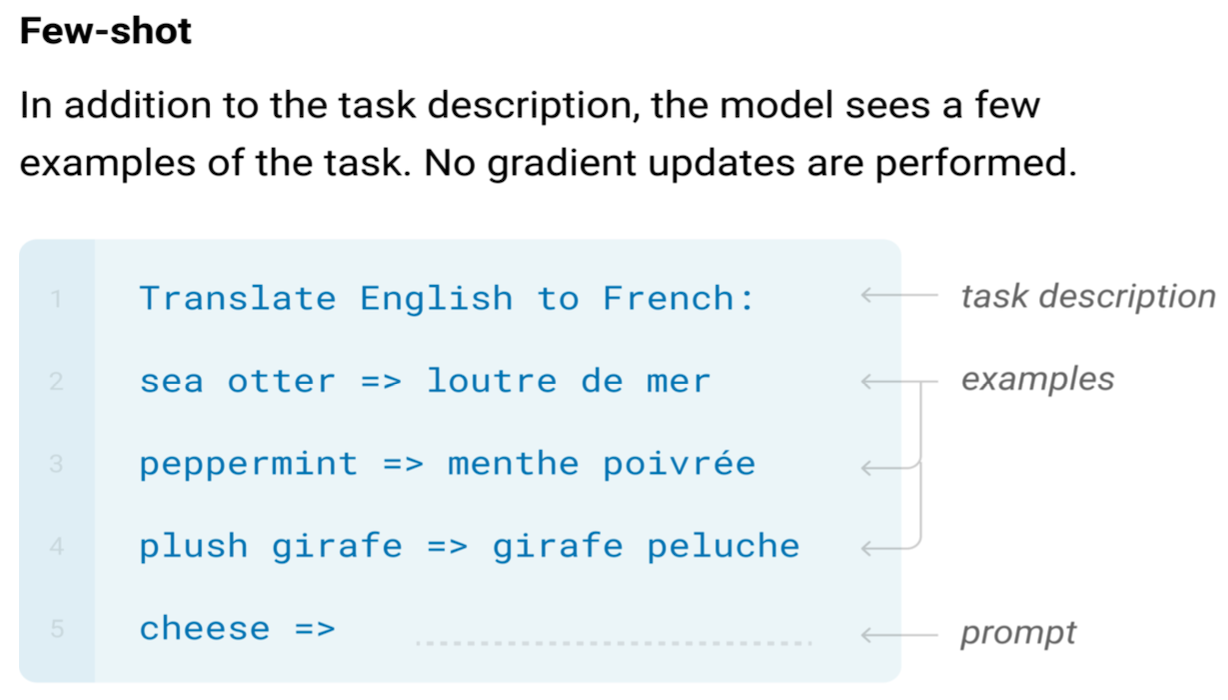 Few-shot
In addition to the task description, the model sees a few
examples of the task. No gradient updates are performed.
1 Translate English to French: task description
2 sea otter => loutre de mer examples
3 peppermint => menthe poivrée
4 plush girafe => girafe peluche
5 cheese => prompt